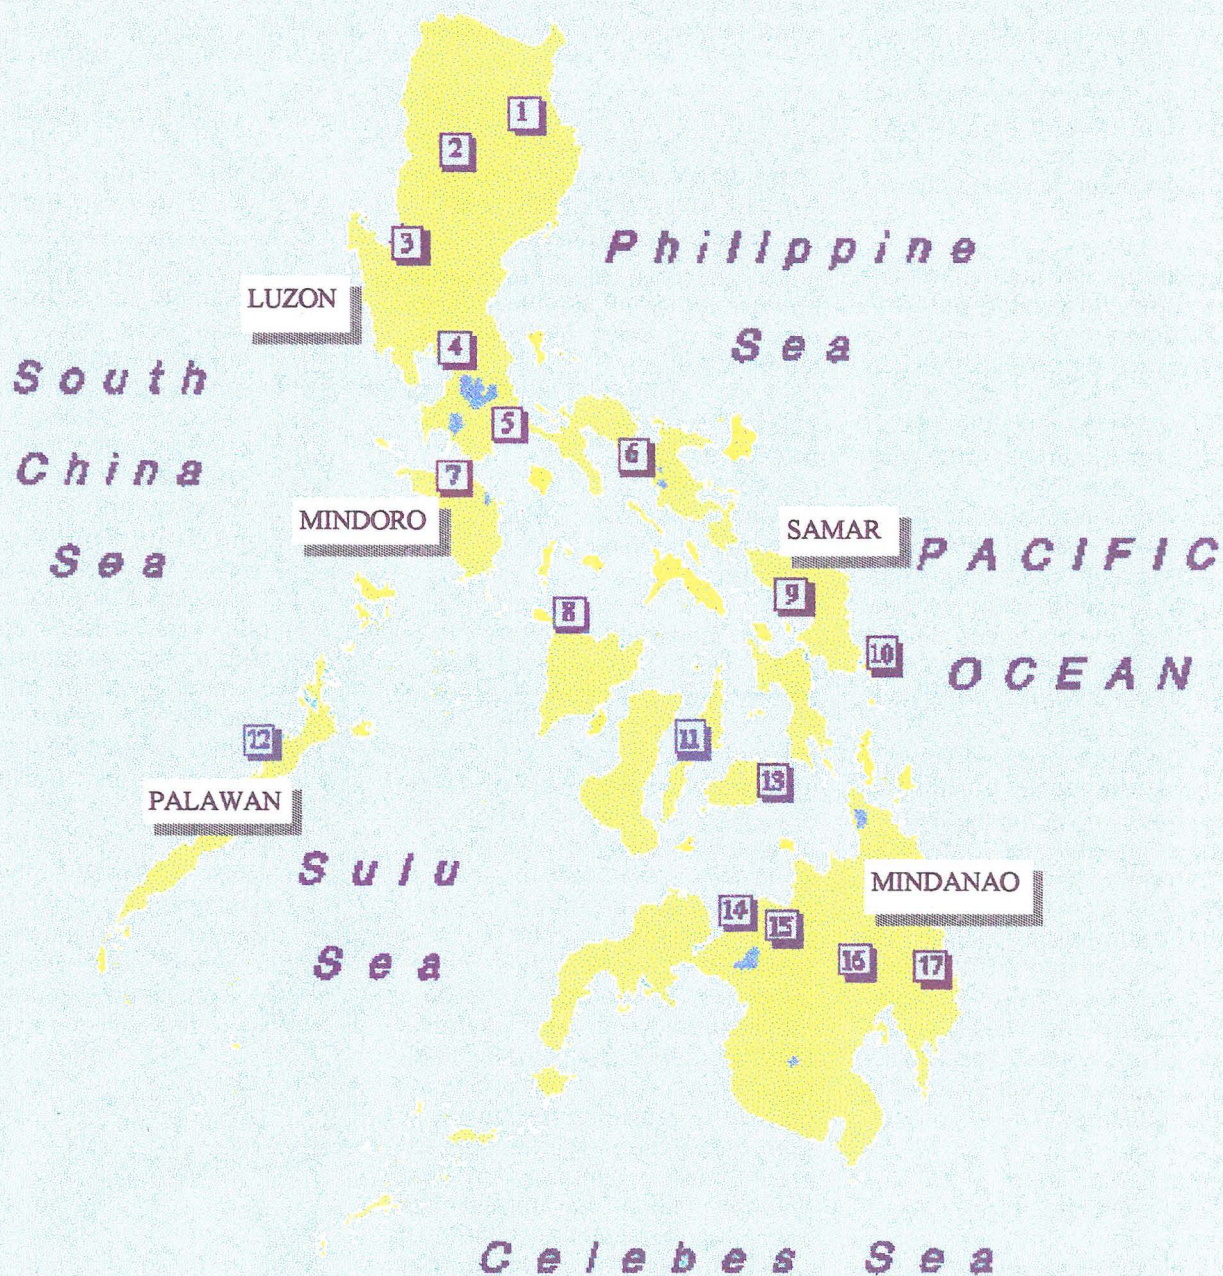 1
2
3
Phillppine
LUZON
4
Sea
South
5
6
China
7
MINDORO
SAMAR
Sea
PACIFIC
9
8
10
OCEAN
12
11
13
PALAWAN
Sulu
MINDANAO
14
15
16
17
Sea
Celebes Sea